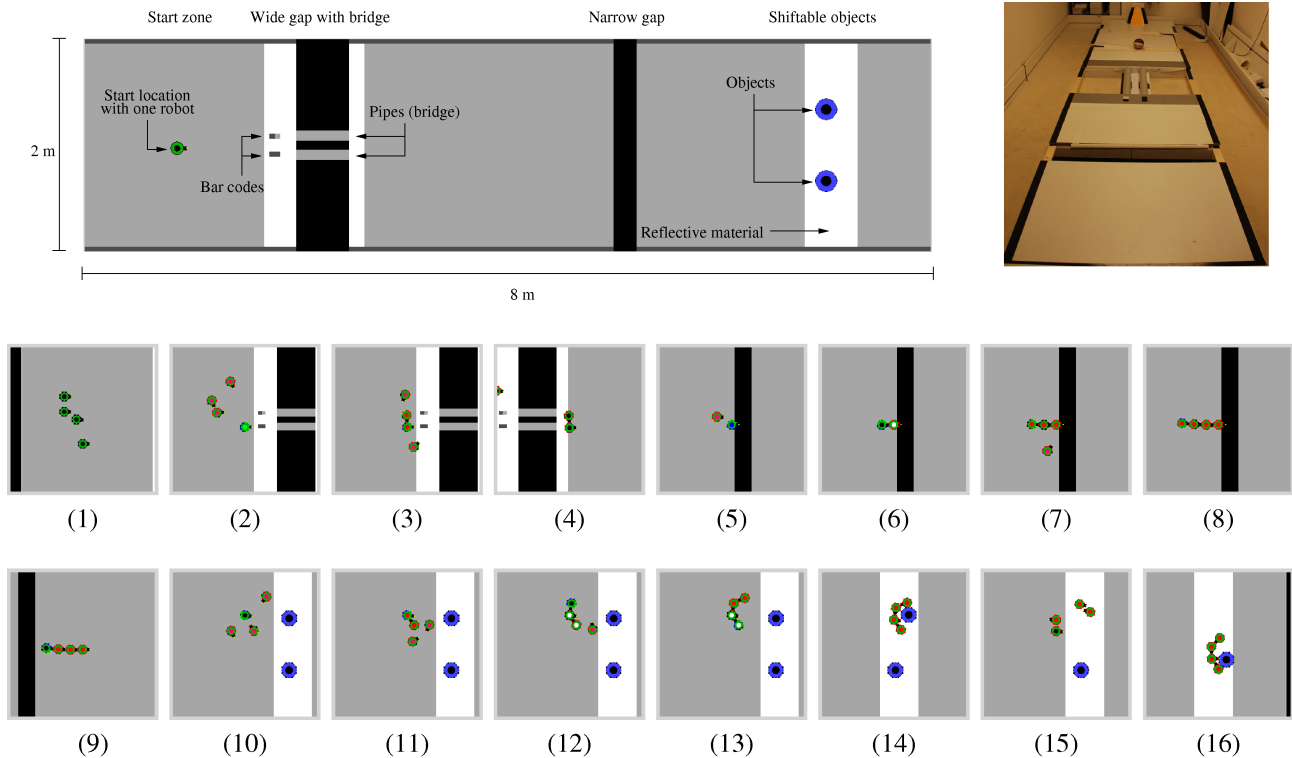 Start zone
Wide gap with bridge
Narrow gap
Shiftable objects
Start location
with one robot
Bar codes
Pipes (bridge)
Objects
Reflective material
2 m
8 m
(1)
(2)
(3)
(4)
(5)
(6)
(7)
(8)
(9)
(10)
(11)
(12)
(13)
(14)
(15)
(16)